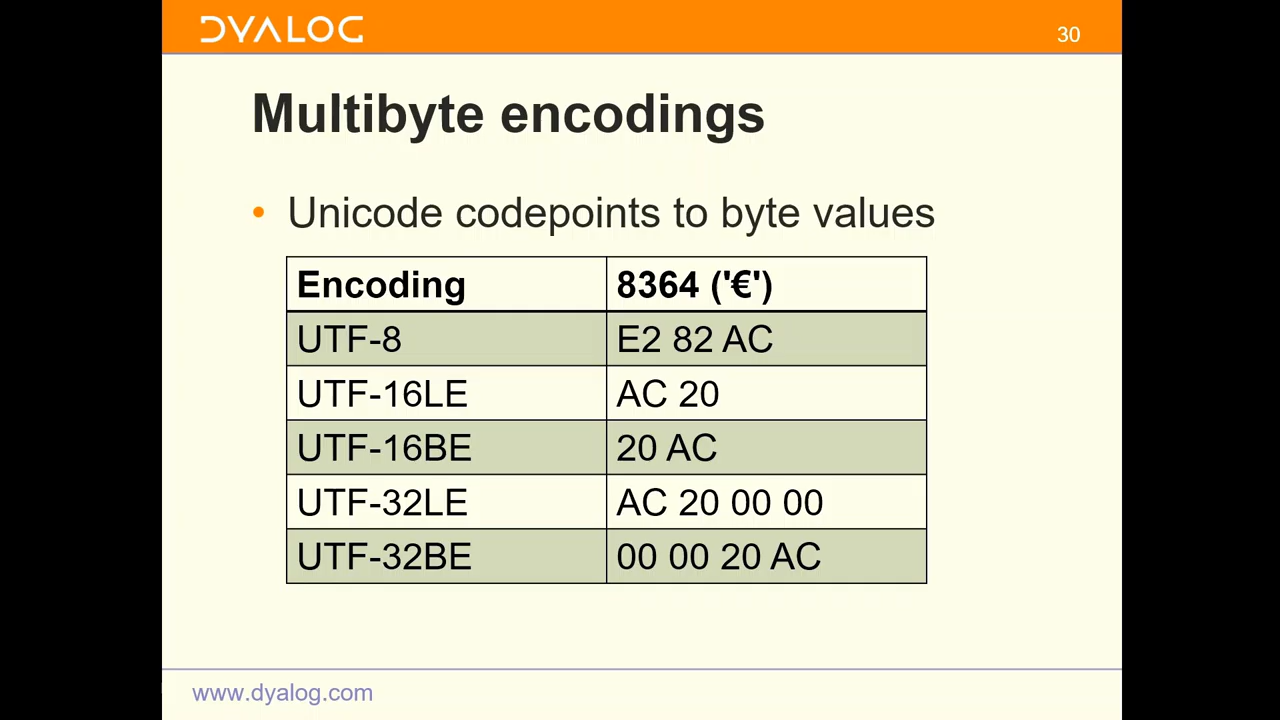 DYALOG
30
Multibyte encodings
• Unicode codepoints to byte values
Encoding 8364 ('€')
UTF-8 E2 82 AC
UTF-16LE AC 20
UTF-16BE 20 AC
UTF-32LE AC 20 00 00
UTF-32BE 00 00 20 AC
www.dyalog.com